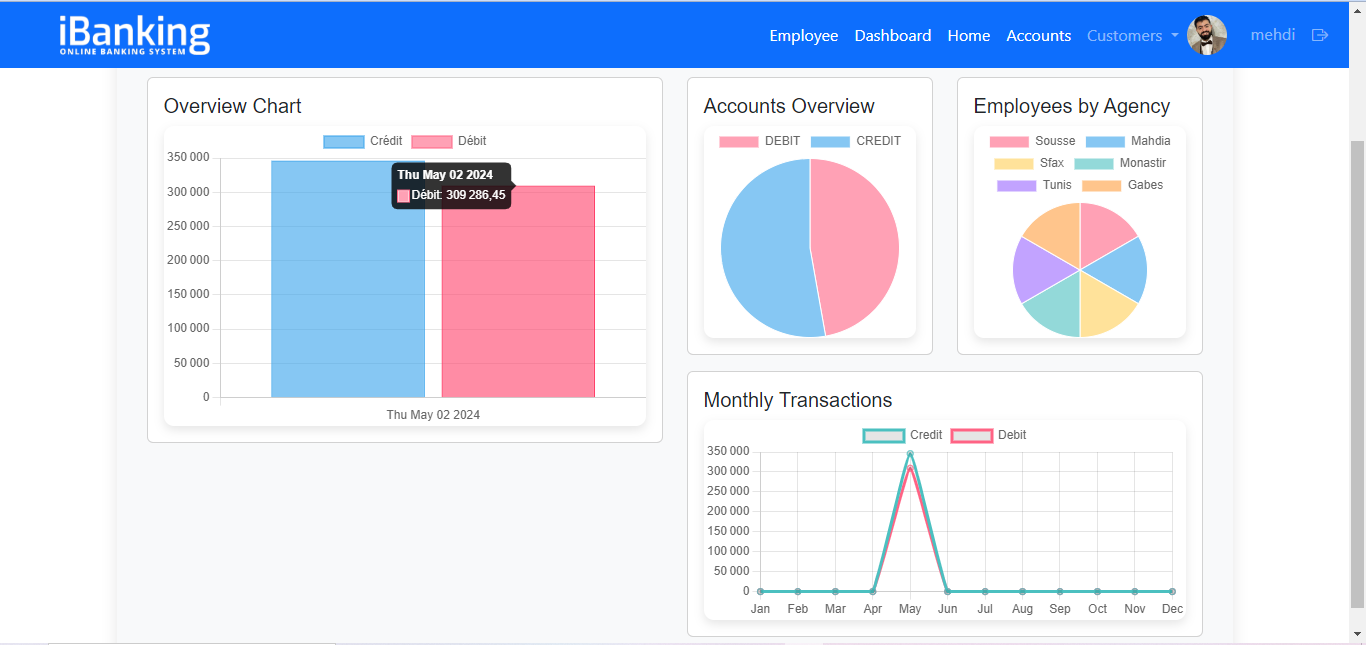 iBanking
ONLINE BANKING SYSTEM
Employee Dashboard Home Accounts Customers mehdi
Overview Chart
Crédit Débit
350 000
300 000
250 000
200 000
150 000
100 000
50 000
0
Thu May 02 2024
Débit: 309 286,45
Thu May 02 2024
Accounts Overview
DEBIT CREDIT
Employees by Agency
Sousse Mahdia
Sfax Monastir
Tunis Gabes
Monthly Transactions
Credit Debit
350 000
300 000
250 000
200 000
150 000
100 000
50 000
0
Jan Feb Mar Apr May Jun Jul Aug Sep Oct Nov Dec